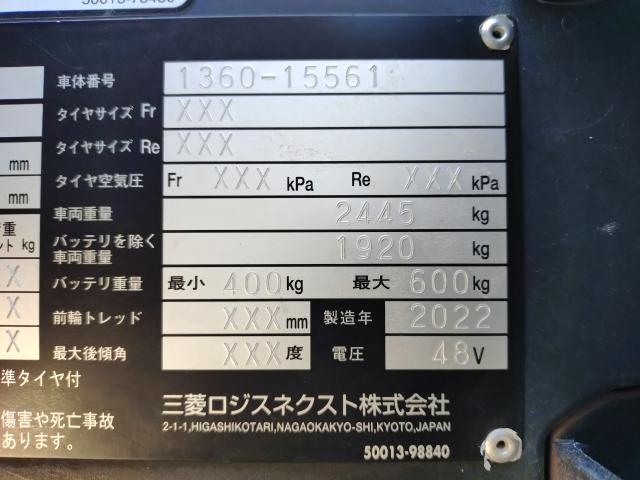 車体番号 1360-15561
タイヤサイズ Fr XXX
タイヤサイズ Re XXX
mm タイヤ空気圧 Fr XXX kPa Re XXX kPa
mm 車両重量 2445 kg
kg バッテリを除く車両重量 1920 kg
X バッテリ重量 最小 400 kg 最大 600 kg
X 前輪トレッド XXX mm 製造年 2022
X 最大後傾角 XXX 度 電圧 48 V
準タイヤ付
傷害や死亡事故
あります。
三菱ロジスネクスト株式会社
2-1-1,HIGASHIKOTARI,NAGAOKAKYO-SHI,KYOTO,JAPAN
50013-98840